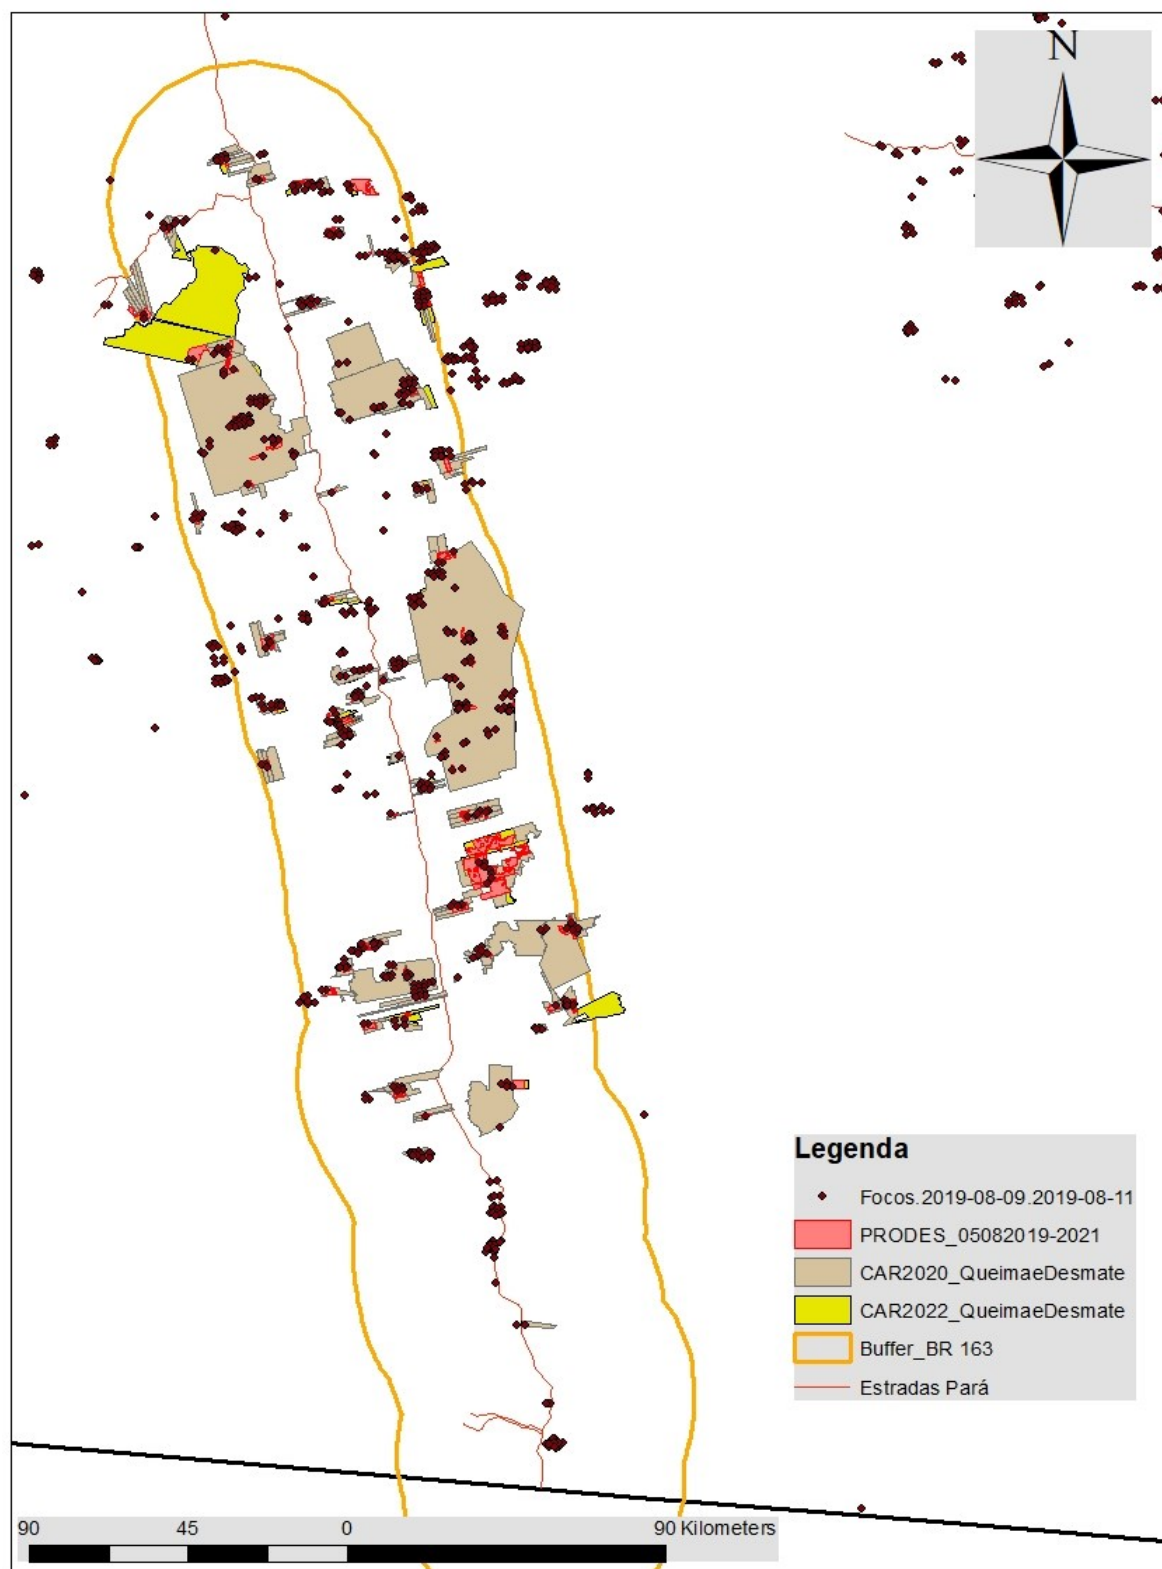 N
Legenda
Focos.2019-08-09.2019-08-11
PRODES_05082019-2021
CAR2020_QueimaeDesmate
CAR2022_QueimaeDesmate
Buffer_BR 163
Estradas Pará
90 45 0 90 Kilometers